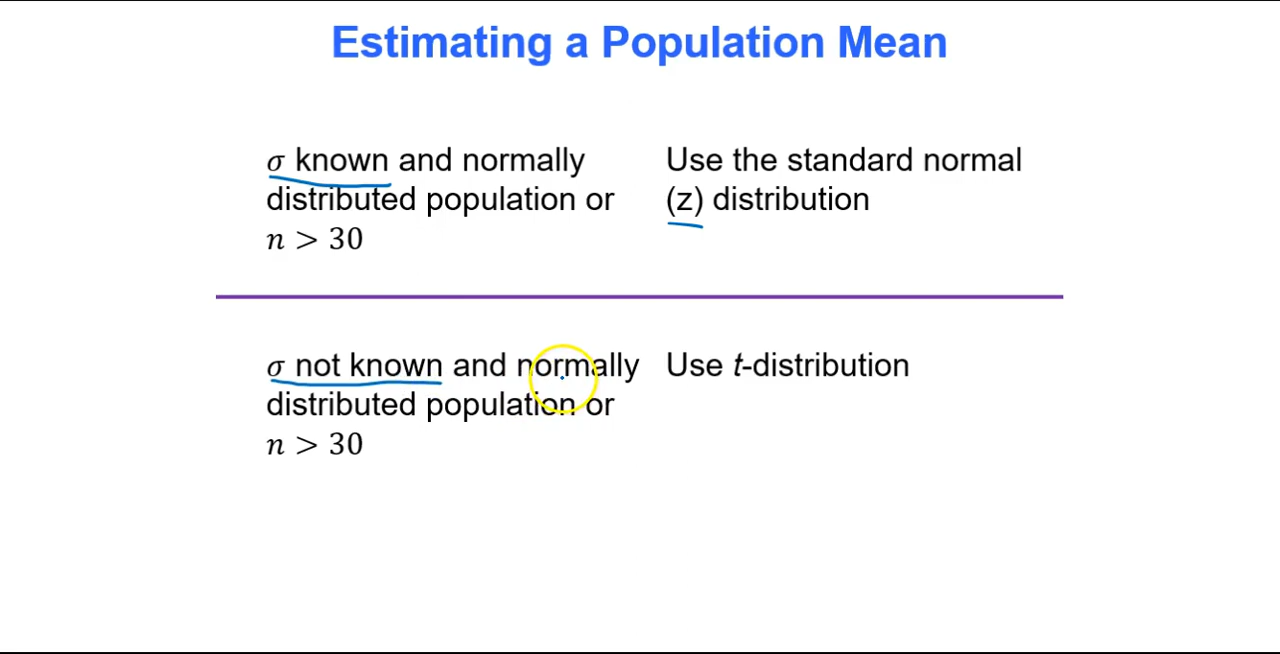 Estimating a Population Mean
σ known and normally
distributed population or
n > 30
Use the standard normal
(z) distribution
σ not known and normally
distributed population or
n > 30
Use t-distribution